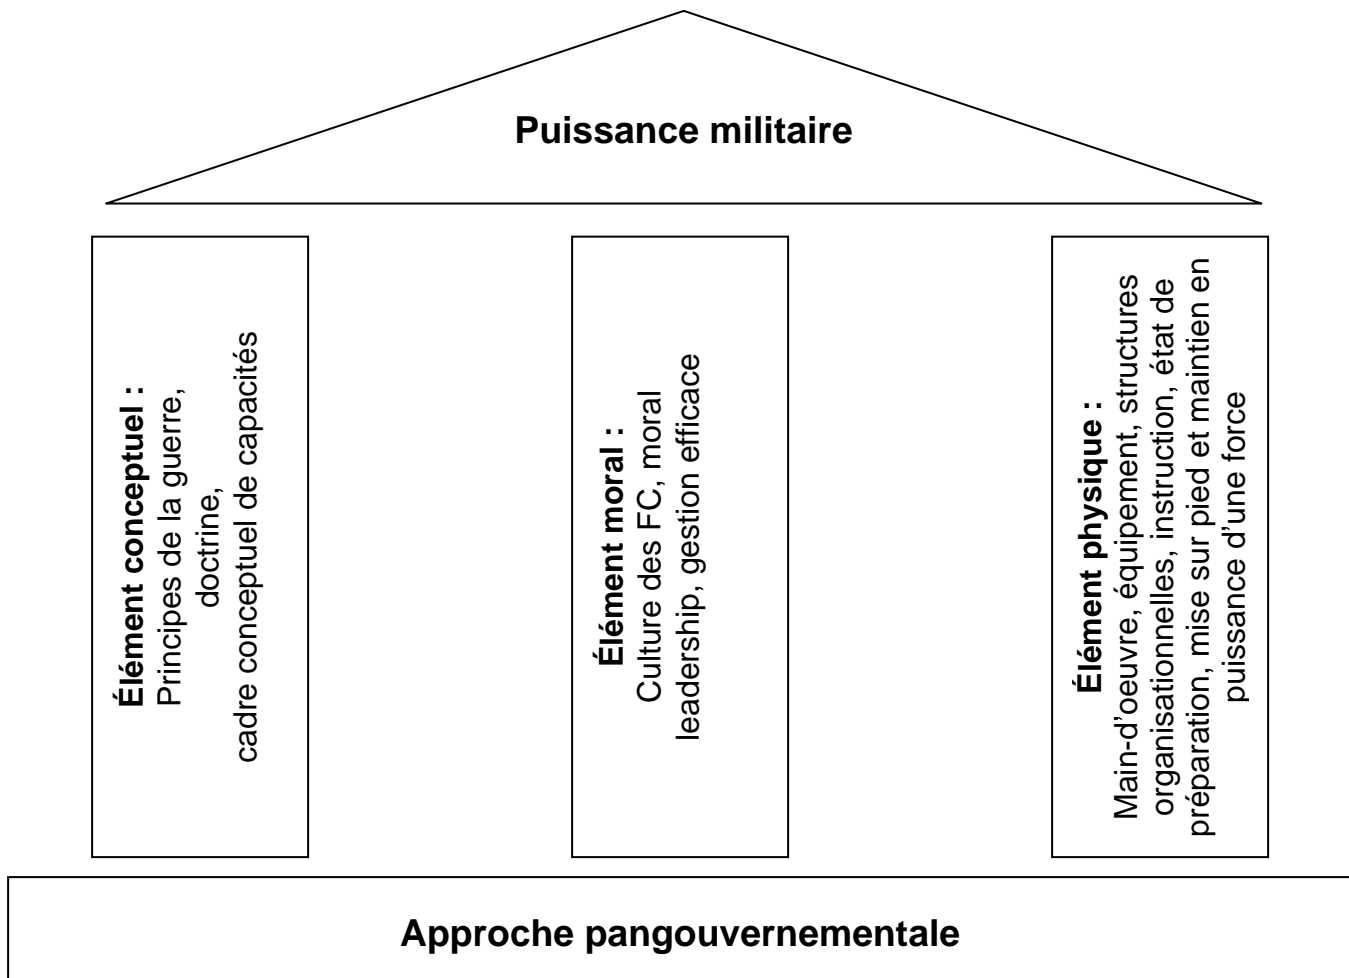 Puissance militaire
Élément conceptuel :
Principes de la guerre,
doctrine,
cadre conceptuel de capacités
Élément moral :
Culture des FC, moral
leadership, gestion efficace
Élément physique :
Main-d'oeuvre, équipement, structures
organisationnelles, instruction, état de
préparation, mise sur pied et maintien en
puissance d'une force
Approche pangouvernementale